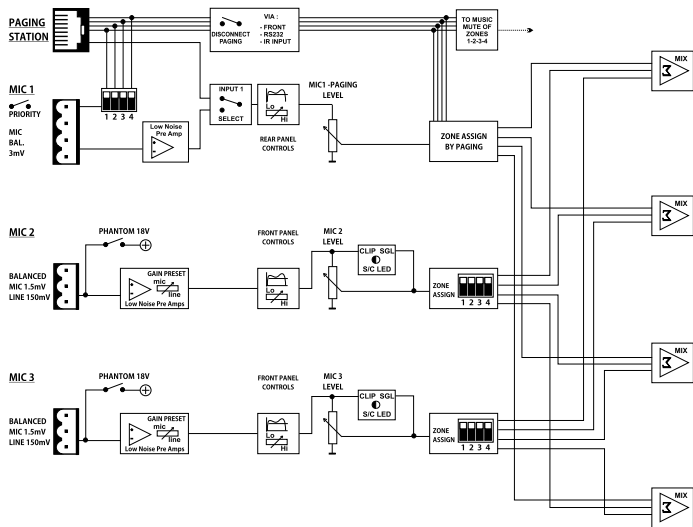 PAGING
STATION
DISCONNECT
PAGING
VIA :
- FRONT
- RS232
- IR INPUT
TO MUSIC
MUTE OF
ZONES
1-2-3-4
MIX
Σ
MIC 1
PRIORITY
MIC
BAL.
3mV
1 2 3 4
Low Noise
Pre Amp
INPUT 1
SELECT
Lo
Hi
REAR PANEL
CONTROLS
MIC1 -PAGING
LEVEL
ZONE ASSIGN
BY PAGING
MIX
Σ
MIC 2
PHANTOM 18V
BALANCED
MIC 1.5mV
LINE 150mV
GAIN PRESET
mic
line
Low Noise Pre Amps
FRONT PANEL
CONTROLS
Lo
Hi
MIC 2
LEVEL
CLIP SGL
S/C LED
ZONE
ASSIGN
1 2 3 4
MIX
Σ
MIC 3
PHANTOM 18V
BALANCED
MIC 1.5mV
LINE 150mV
GAIN PRESET
mic
line
Low Noise Pre Amps
FRONT PANEL
CONTROLS
Lo
Hi
MIC 3
LEVEL
CLIP SGL
S/C LED
ZONE
ASSIGN
1 2 3 4
MIX
Σ